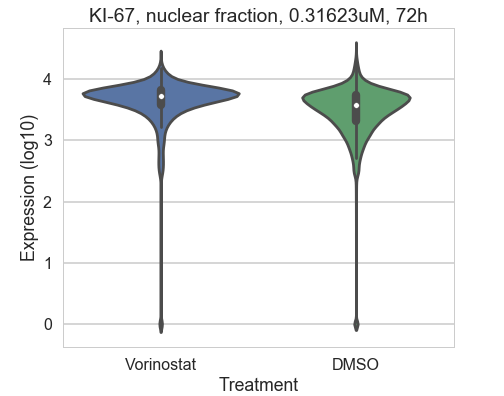 KI-67, nuclear fraction, 0.31623uM, 72h
4
3
2
1
0
Expression (log10)
Vorinostat DMSO
Treatment